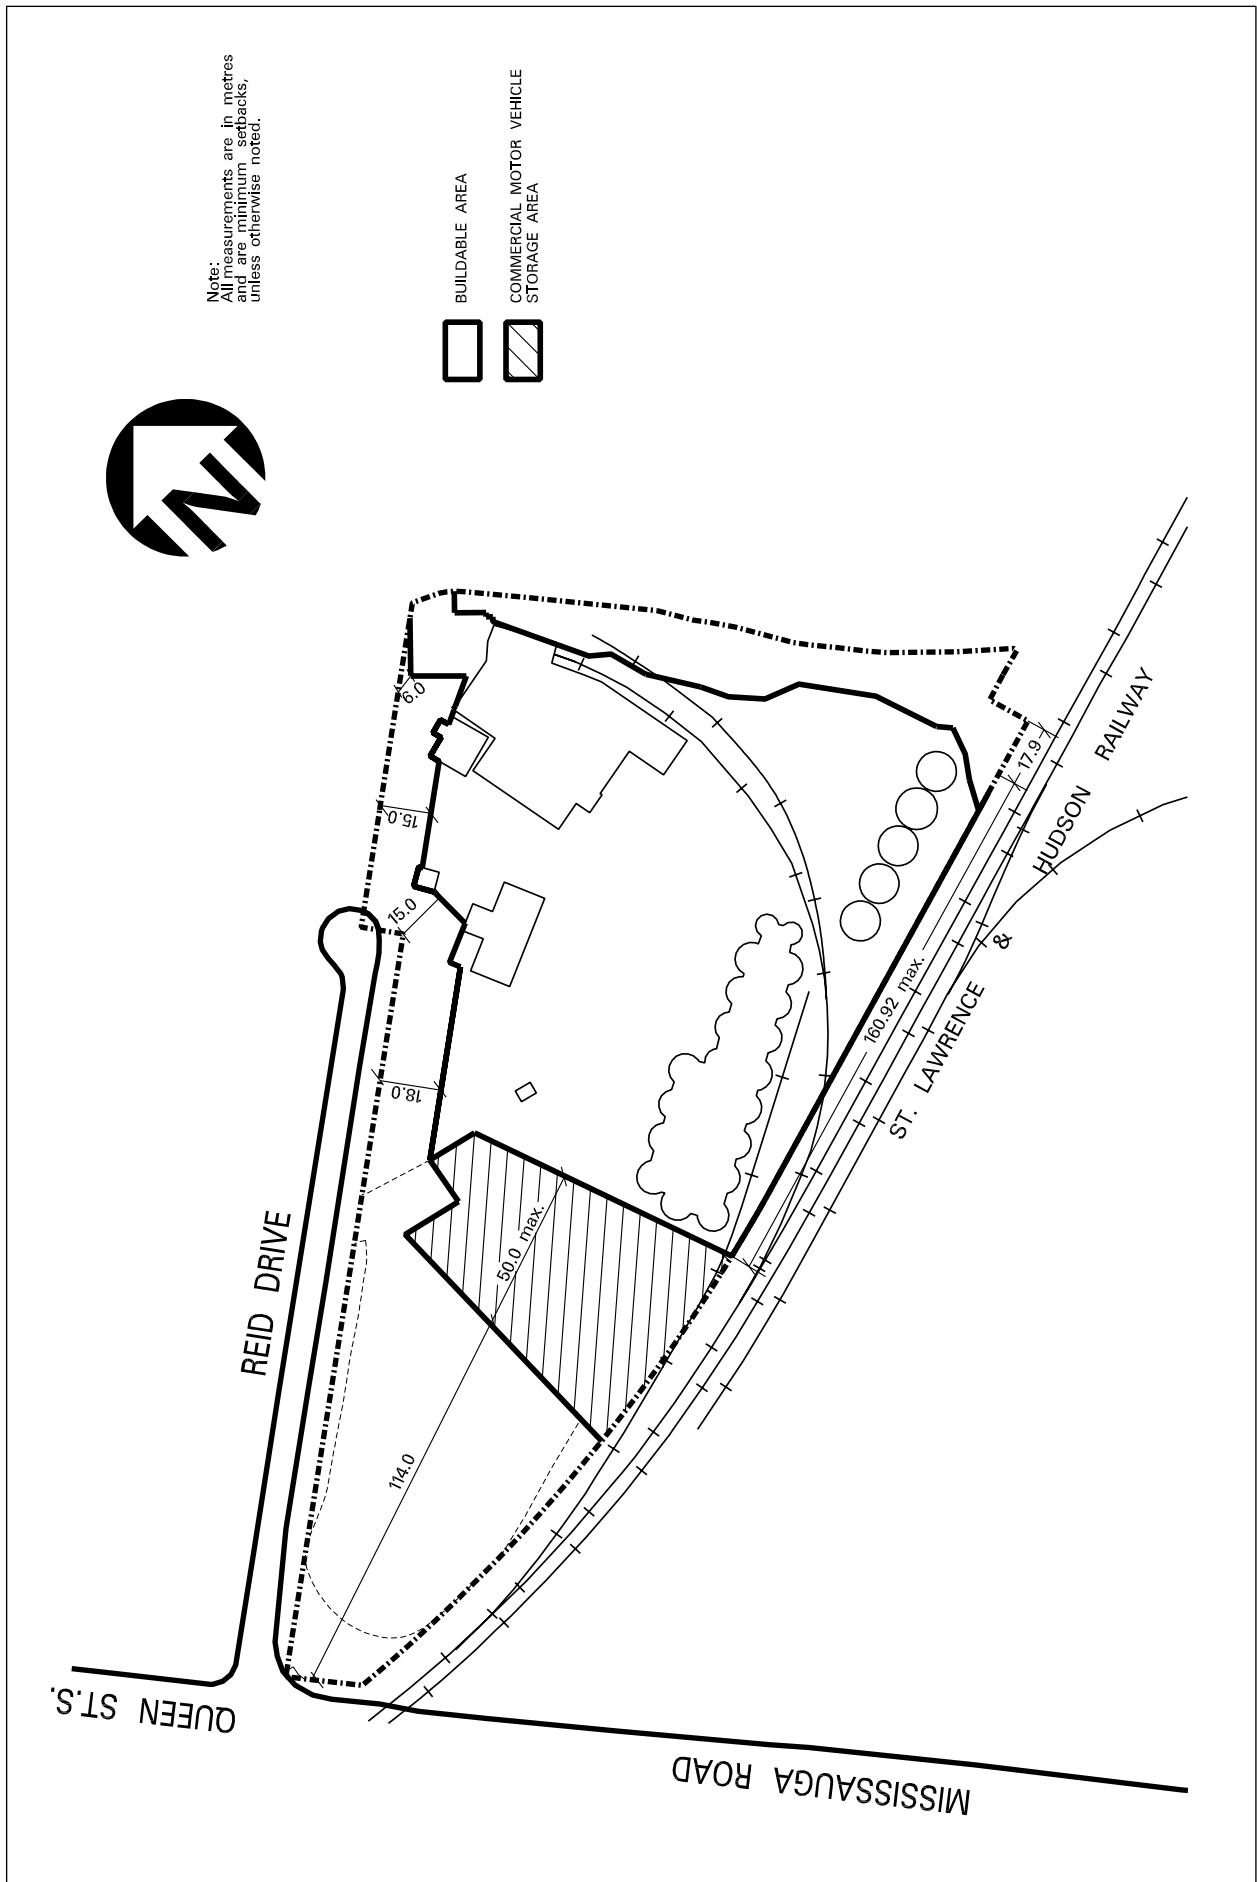 Note:
All measurements are in metres
and are minimum setbacks,
unless otherwise noted.
BUILDABLE AREA
COMMERCIAL MOTOR VEHICLE
STORAGE AREA
N
6.0
15.0
15.0
18.0
17.9
160.92 max.
50.0 max.
114.0
ST. LAWRENCE & HUDSON RAILWAY
REID DRIVE
QUEEN ST.S.
MISSISSAUGA ROAD